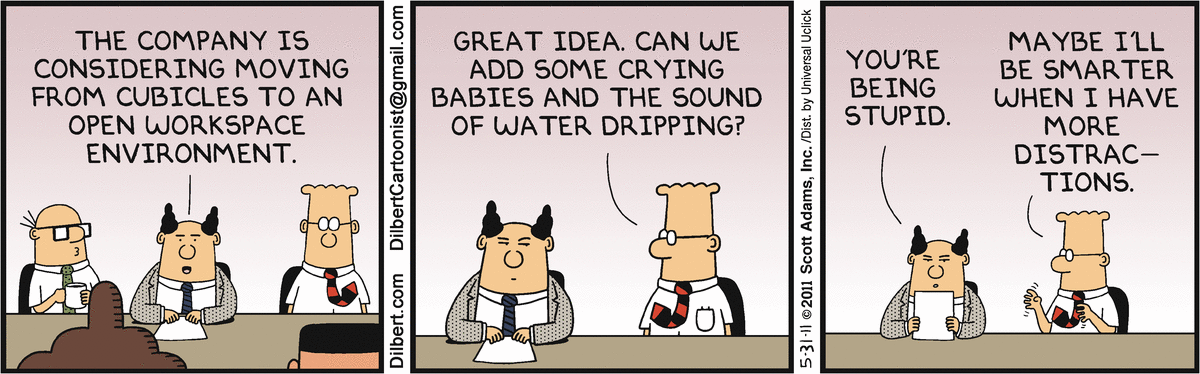 THE COMPANY IS
CONSIDERING MOVING
FROM CUBICLES TO AN
OPEN WORKSPACE
ENVIRONMENT.
Dilbert.com DilbertCartoonist@gmail.com
GREAT IDEA. CAN WE
ADD SOME CRYING
BABIES AND THE SOUND
OF WATER DRIPPING?
5-31-11 © 2011 Scott Adams, Inc. /Dist. by Universal Uclick
YOU'RE
BEING
STUPID.
MAYBE I'LL
BE SMARTER
WHEN I HAVE
MORE
DISTRAC–
TIONS.